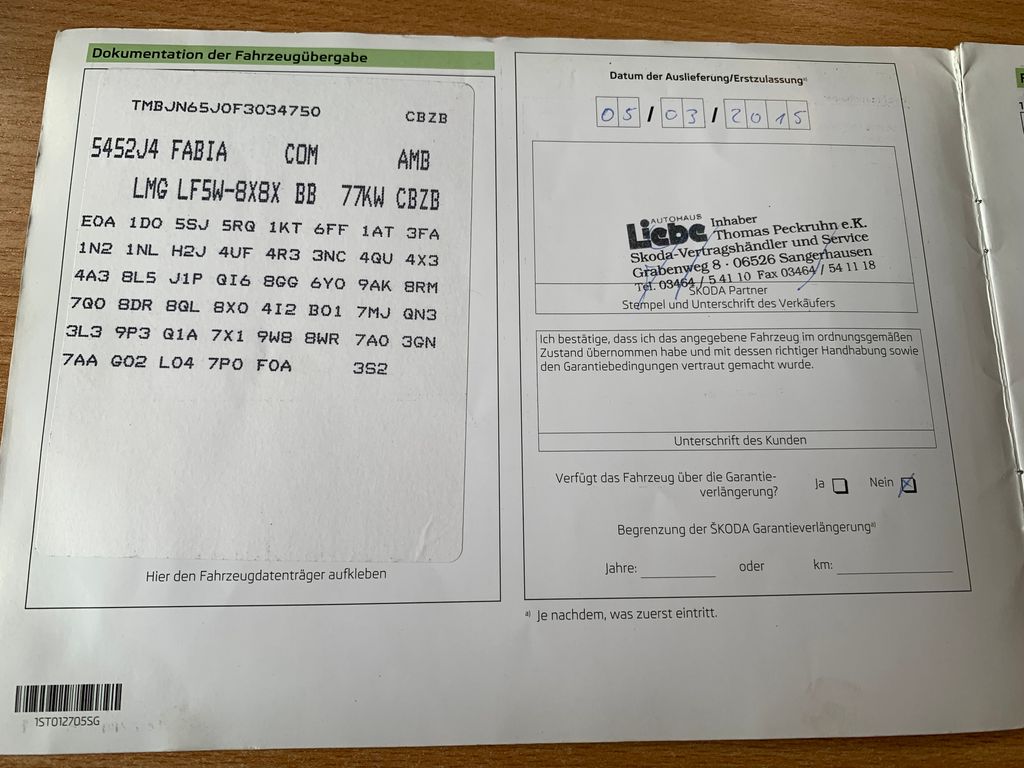 Dokumentation der Fahrzeugübergabe
TMBJN65J0F3034750 CBZB
5452J4 FABIA COM AMB
LMG LF5W-8X8X BB 77KW CBZB
E0A 1D0 5SJ 5RQ 1KT 6FF 1AT 3FA
1N2 1NL H2J 4UF 4R3 3NC 4QU 4X3
4A3 8L5 J1P QI6 8GG 6Y0 9AK 8RM
7Q0 8DR 8QL 8X0 4I2 B01 7MJ QN3
3L3 9P3 Q1A 7X1 9W8 8WR 7A0 3GN
7AA G02 L04 7P0 F0A 3S2
Hier den Fahrzeugdatenträger aufkleben
1ST012705SG
Datum der Auslieferung/Erstzulassung a)
05 / 03 / 2015
AUTOHAUS
Liebe Inhaber
Thomas Peckruhn e.K.
Skoda-Vertragshändler und Service
Grabenweg 8 · 06526 Sangerhausen
Tel. 03464 / 5 41 10 Fax 03464 / 54 11 18
ŠKODA Partner
Stempel und Unterschrift des Verkäufers
Ich bestätige, dass ich das angegebene Fahrzeug im ordnungsgemäßen
Zustand übernommen habe und mit dessen richtiger Handhabung sowie
den Garantiebedingungen vertraut gemacht wurde.
Unterschrift des Kunden
Verfügt das Fahrzeug über die Garantie-
verlängerung? Ja Nein
Begrenzung der ŠKODA Garantieverlängerung a)
Jahre: oder km:
a) Je nachdem, was zuerst eintritt.